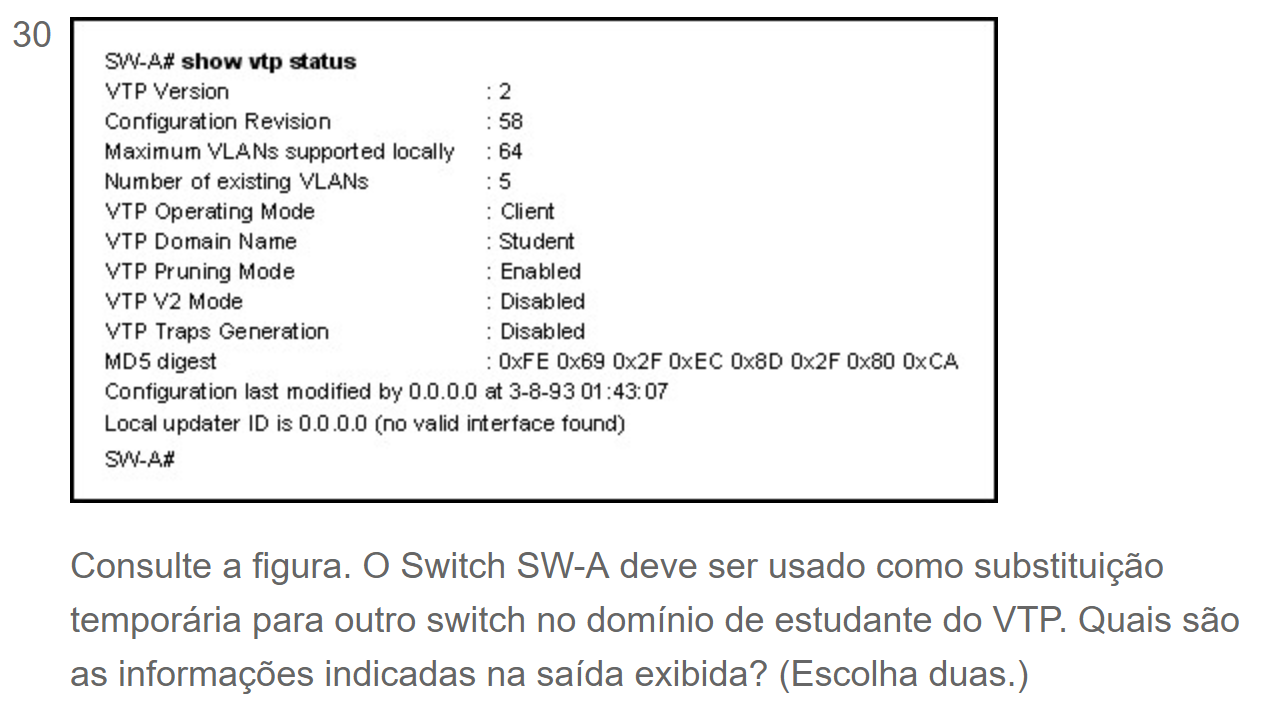 30
SW-A# show vtp status
VTP Version : 2
Configuration Revision : 58
Maximum VLANs supported locally : 64
Number of existing VLANs : 5
VTP Operating Mode : Client
VTP Domain Name : Student
VTP Pruning Mode : Enabled
VTP V2 Mode : Disabled
VTP Traps Generation : Disabled
MD5 digest : 0xFE 0x69 0x2F 0xEC 0x8D 0x2F 0x80 0xCA
Configuration last modified by 0.0.0.0 at 3-8-93 01:43:07
Local updater ID is 0.0.0.0 (no valid interface found)
SW-A#
Consulte a figura. O Switch SW-A deve ser usado como substituição
temporária para outro switch no domínio de estudante do VTP. Quais são
as informações indicadas na saída exibida? (Escolha duas.)